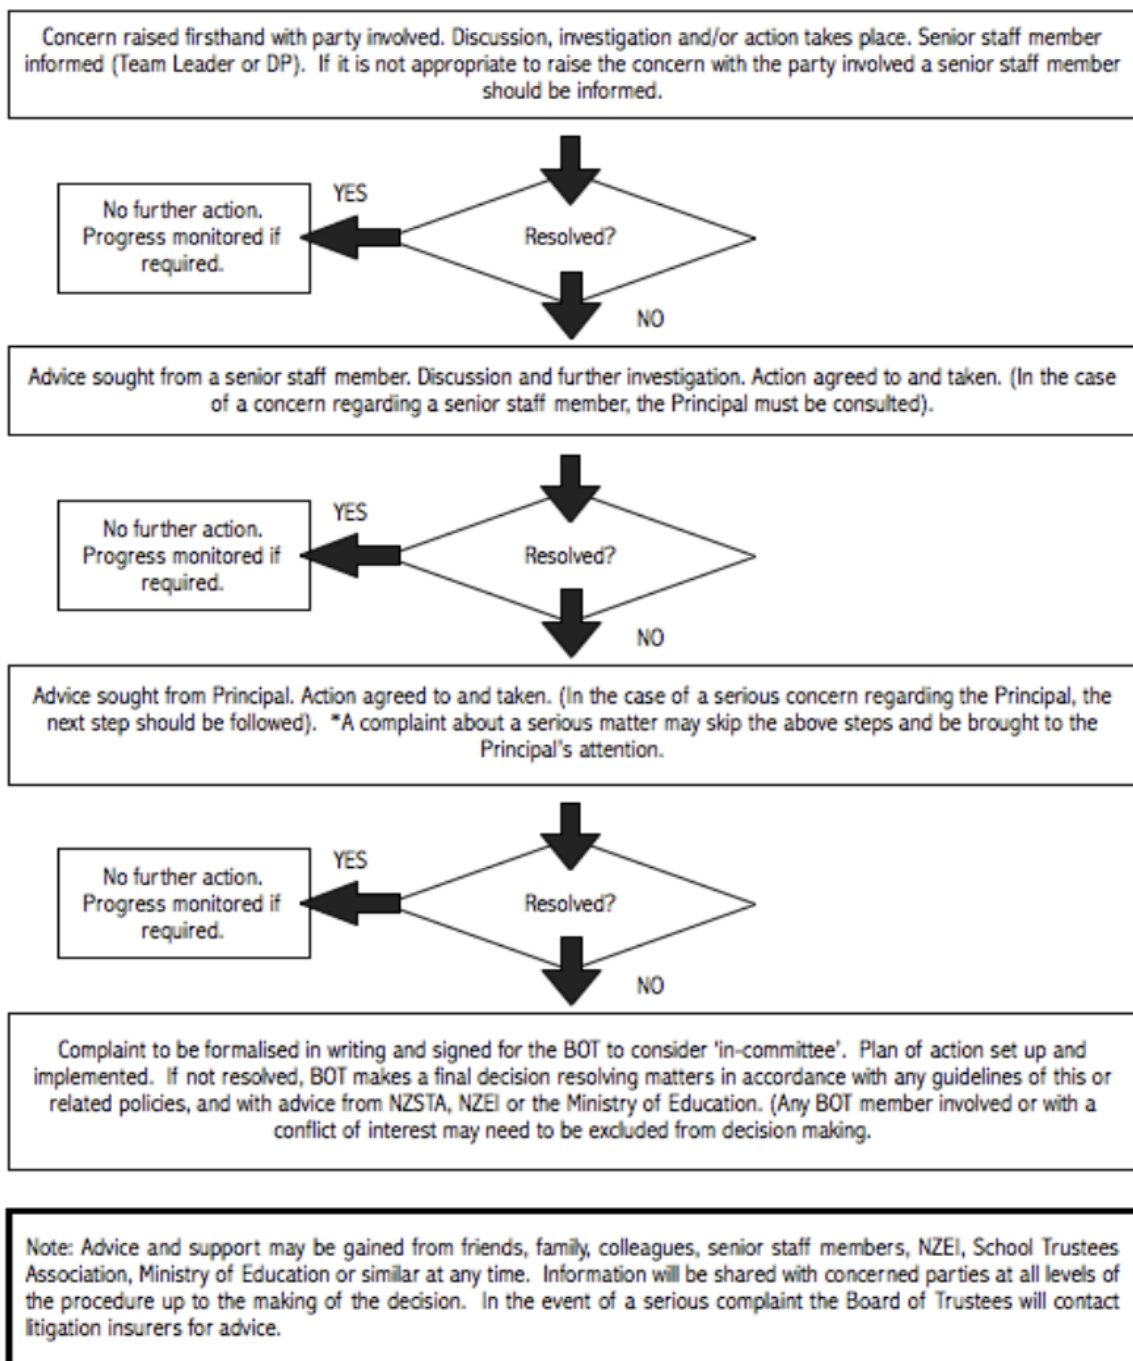 Concern raised firsthand with party involved. Discussion, investigation and/or action takes place. Senior staff member
informed (Team Leader or DP). If it is not appropriate to raise the concern with the party involved a senior staff member
should be informed.
YES
No further action.
Progress monitored if
required.
Resolved?
NO
Advice sought from a senior staff member. Discussion and further investigation. Action agreed to and taken. (In the case
of a concern regarding a senior staff member, the Principal must be consulted).
YES
No further action.
Progress monitored if
required.
Resolved?
NO
Advice sought from Principal. Action agreed to and taken. (In the case of a serious concern regarding the Principal, the
next step should be followed). *A complaint about a serious matter may skip the above steps and be brought to the
Principal's attention.
YES
No further action.
Progress monitored if
required.
Resolved?
NO
Complaint to be formalised in writing and signed for the BOT to consider 'in-committee'. Plan of action set up and
implemented. If not resolved, BOT makes a final decision resolving matters in accordance with any guidelines of this or
related policies, and with advice from NZSTA, NZEI or the Ministry of Education. (Any BOT member involved or with a
conflict of interest may need to be excluded from decision making.
Note: Advice and support may be gained from friends, family, colleagues, senior staff members, NZEI, School Trustees
Association, Ministry of Education or similar at any time. Information will be shared with concerned parties at all levels of
the procedure up to the making of the decision. In the event of a serious complaint the Board of Trustees will contact
litigation insurers for advice.